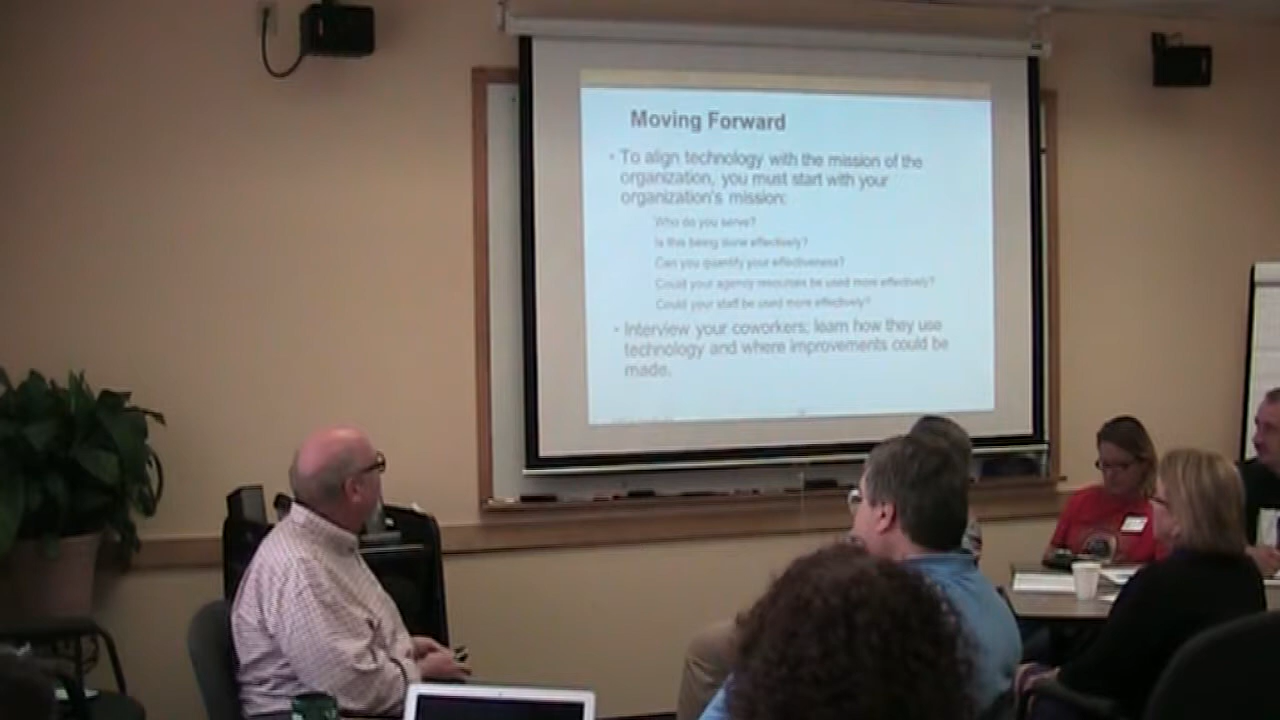 Moving Forward
• To align technology with the mission of the
organization, you must start with your
organization's mission:
Who do you serve?
Is this being done effectively?
Can you quantify your effectiveness?
Could your agency resources be used more effectively?
Could your staff be used more effectively?
• Interview your coworkers; learn how they use
technology and where improvements could be
made.